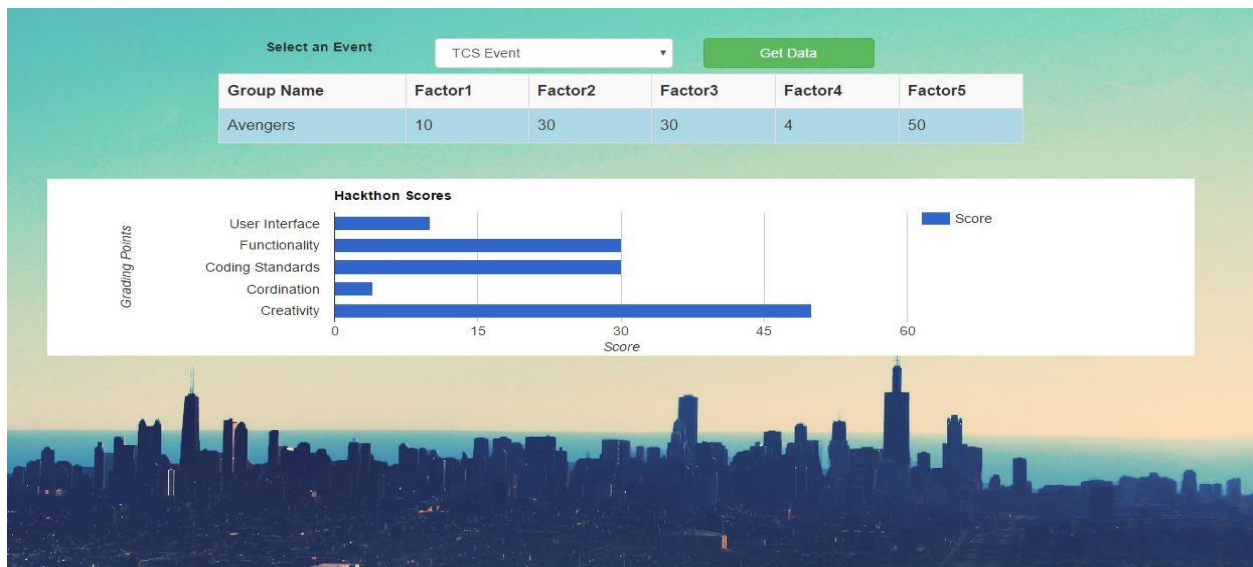 Select an Event TCS Event Get Data
Group Name Factor1 Factor2 Factor3 Factor4 Factor5
Avengers 10 30 30 4 50
Hackthon Scores
Grading Points
User Interface
Functionality
Coding Standards
Cordination
Creativity
0 15 30 45 60
Score
Score